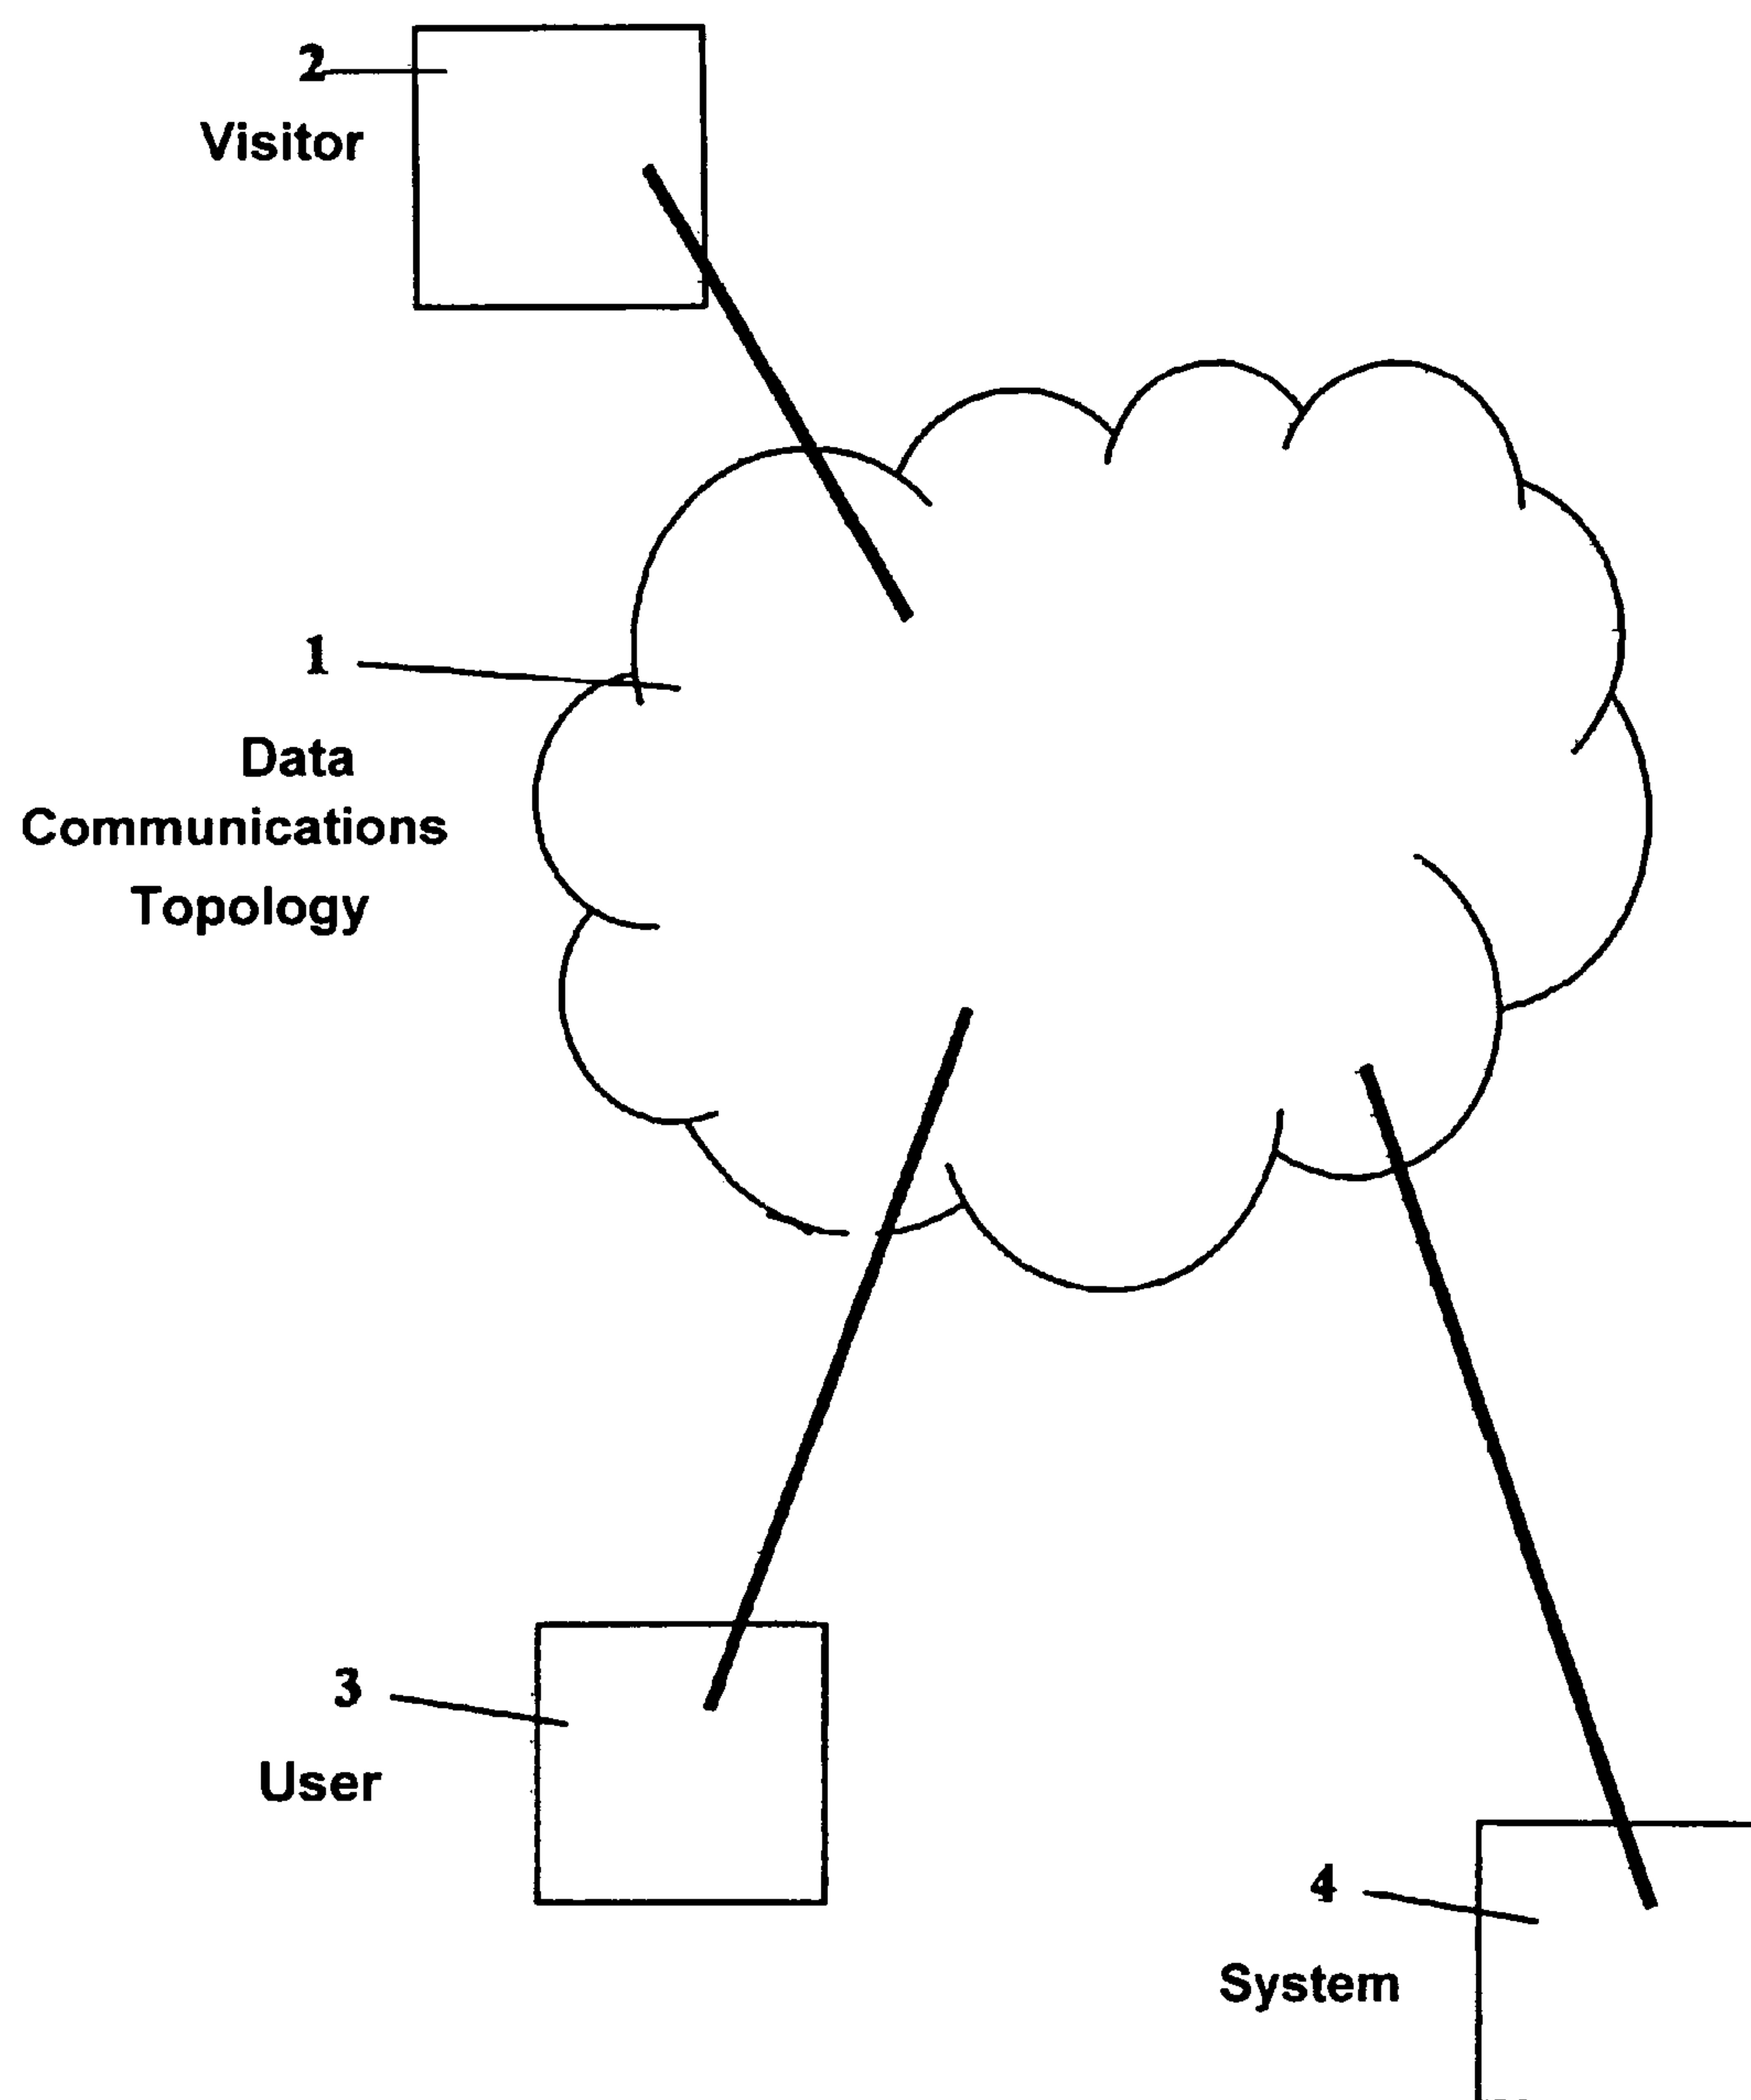 2
Visitor
1
Data
Communications
Topology
3
User
4
System